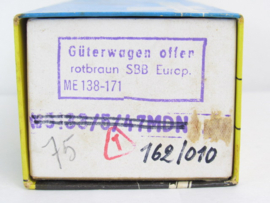 Güterwagen offen
rotbraun SBB Europ.
ME 138-171
75
1
162/010